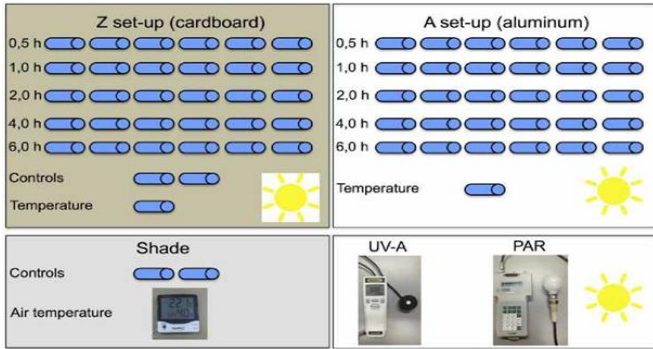 Z set-up (cardboard)
0,5 h
1,0 h
2,0 h
4,0 h
6,0 h
Controls
Temperature
A set-up (aluminum)
0,5 h
1,0 h
2,0 h
4,0 h
6,0 h
Temperature
Shade
Controls
Air temperature
UV-A
PAR